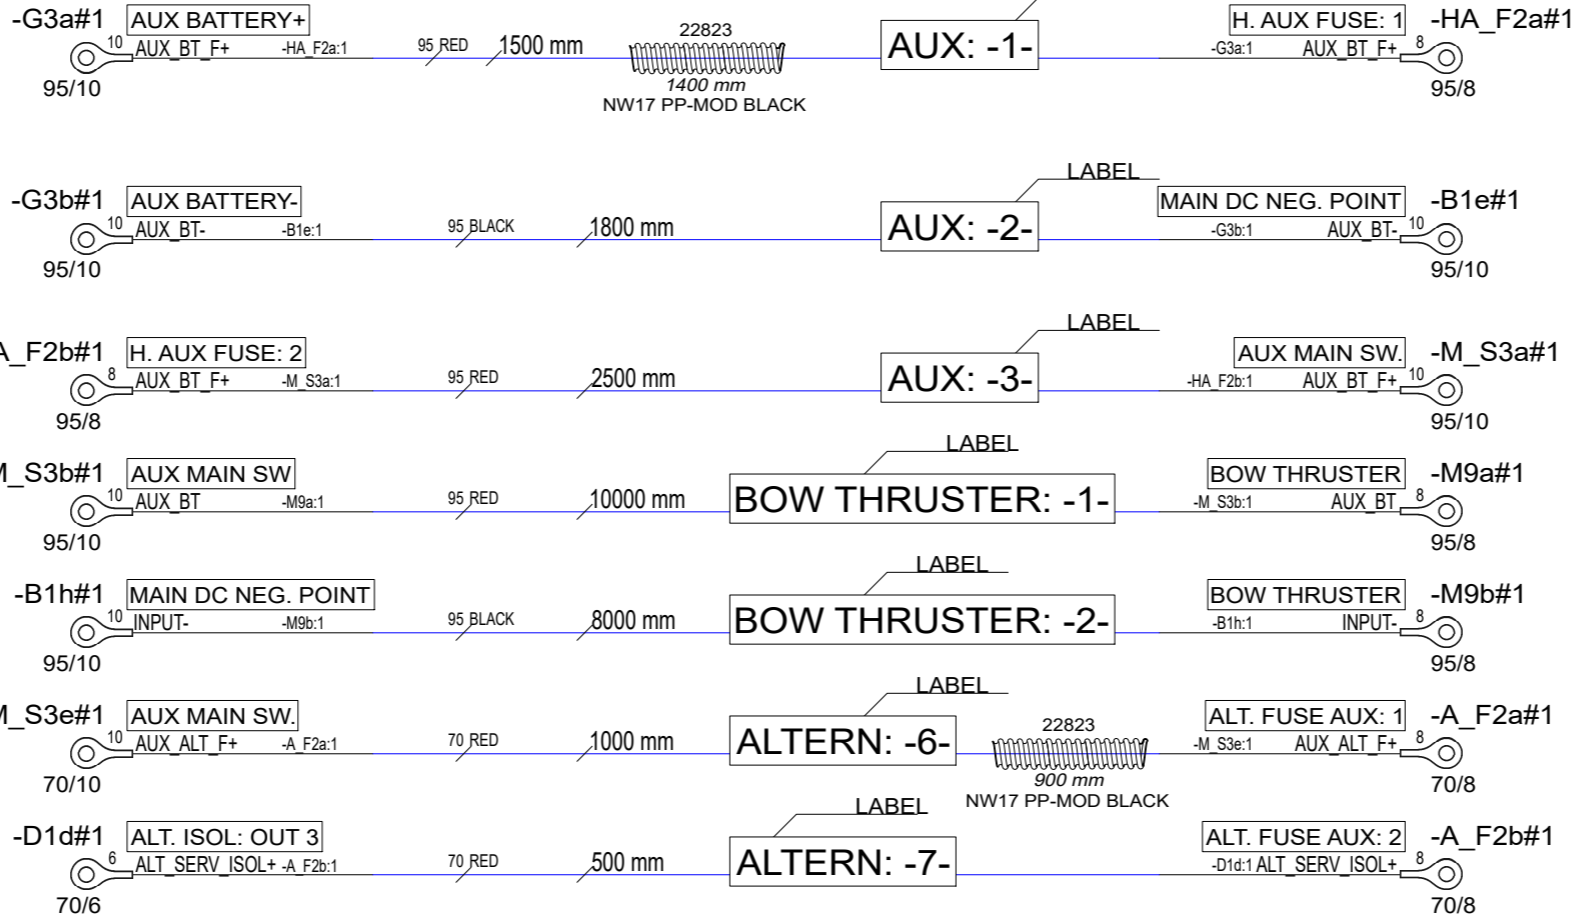 -G3a#1 AUX BATTERY+ 22823 H. AUX FUSE: 1 -HA_F2a#1
10 AUX_BT_F+ -HA_F2a:1 95 RED 1500 mm AUX: -1- -G3a:1 AUX_BT_F+ 8
95/10 1400 mm 95/8
NW17 PP-MOD BLACK
LABEL
-G3b#1 AUX BATTERY- MAIN DC NEG. POINT -B1e#1
10 AUX_BT- -B1e:1 95 BLACK 1800 mm AUX: -2- -G3b:1 AUX_BT- 10
95/10 95/10
LABEL
A_F2b#1 H. AUX FUSE: 2 AUX MAIN SW. -M_S3a#1
8 AUX_BT_F+ -M_S3a:1 95 RED 2500 mm AUX: -3- -HA_F2b:1 AUX_BT_F+ 10
95/8 95/10
LABEL
M_S3b#1 AUX MAIN SW BOW THRUSTER -M9a#1
10 AUX_BT -M9a:1 95 RED 10000 mm BOW THRUSTER: -1- -M_S3b:1 AUX_BT 8
95/10 95/8
LABEL
-B1h#1 MAIN DC NEG. POINT BOW THRUSTER -M9b#1
10 INPUT- -M9b:1 95 BLACK 8000 mm BOW THRUSTER: -2- -B1h:1 INPUT- 8
95/10 95/8
LABEL
M_S3e#1 AUX MAIN SW. 22823 ALT. FUSE AUX: 1 -A_F2a#1
10 AUX_ALT_F+ -A_F2a:1 70 RED 1000 mm ALTERN: -6- -M_S3e:1 AUX_ALT_F+ 8
70/10 900 mm 70/8
NW17 PP-MOD BLACK
LABEL
-D1d#1 ALT. ISOL: OUT 3 ALT. FUSE AUX: 2 -A_F2b#1
6 ALT_SERV_ISOL+ -A_F2b:1 70 RED 500 mm ALTERN: -7- -D1d:1 ALT_SERV_ISOL+ 8
70/6 70/8